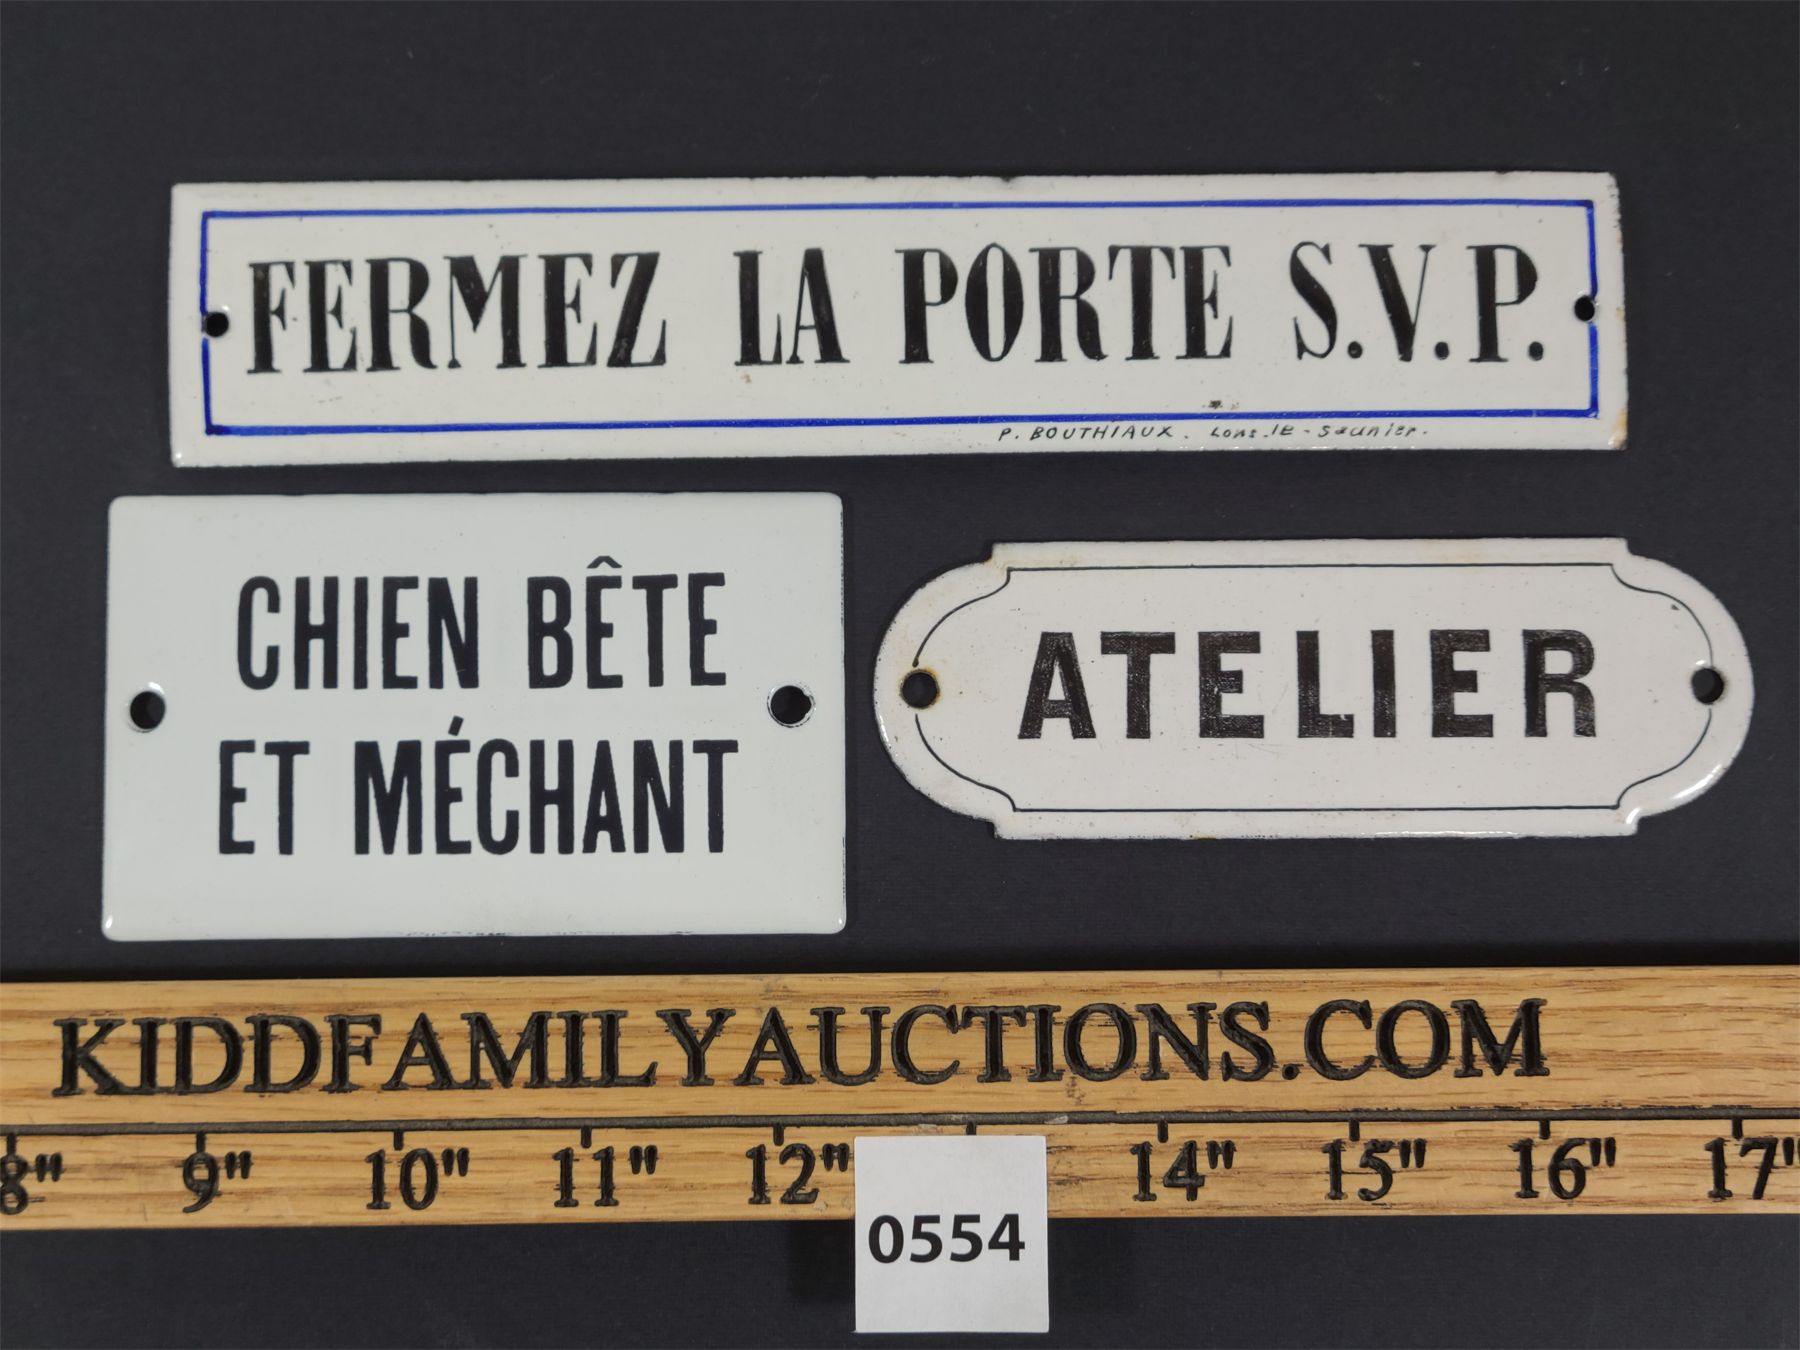 FERMEZ LA PORTE S.V.P.
P. BOUTHIAUX. Lons-le-Saunier.
CHIEN BÊTE
ET MÉCHANT
ATELIER
KIDDFAMILYAUCTIONS.COM
8" 9" 10" 11" 12" 14" 15" 16" 17"
0554